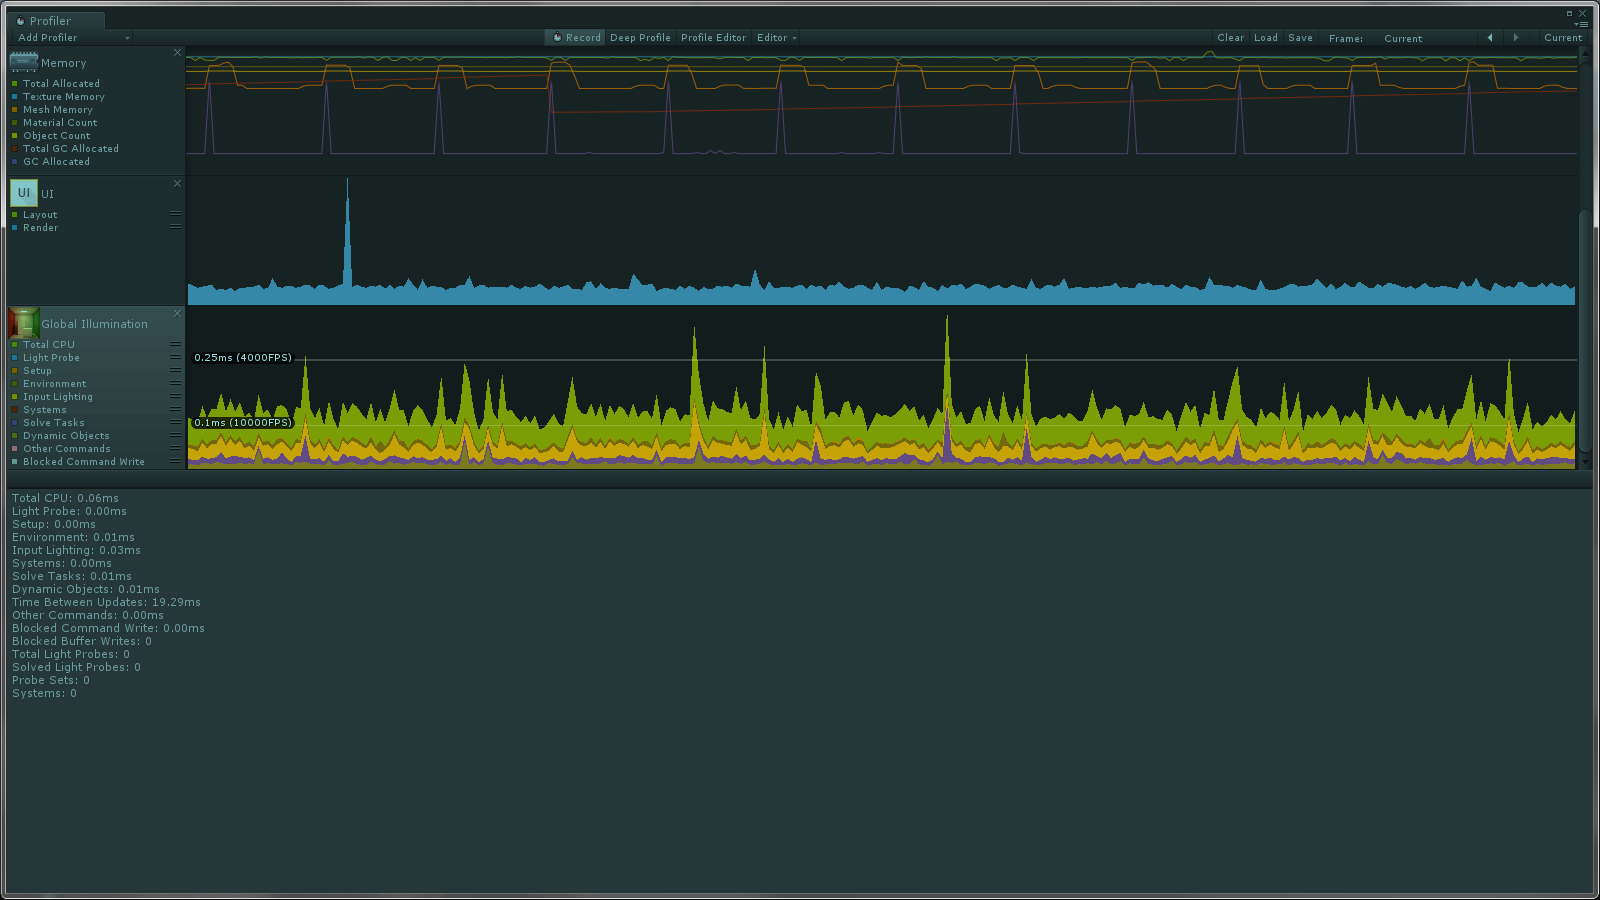 Profiler
Add Profiler
Record Deep Profile Profile Editor Editor
Clear Load Save Frame: Current Current
Memory
Total Allocated
Texture Memory
Mesh Memory
Material Count
Object Count
Total GC Allocated
GC Allocated
UI UI
Layout
Render
Global Illumination
Total CPU
Light Probe
Setup
Environment
Input Lighting
Systems
Solve Tasks
Dynamic Objects
Other Commands
Blocked Command Write
0.25ms (4000FPS)
0.1ms (10000FPS)
Total CPU: 0.06ms
Light Probe: 0.00ms
Setup: 0.00ms
Environment: 0.01ms
Input Lighting: 0.03ms
Systems: 0.00ms
Solve Tasks: 0.01ms
Dynamic Objects: 0.01ms
Time Between Updates: 19.29ms
Other Commands: 0.00ms
Blocked Command Write: 0.00ms
Blocked Buffer Writes: 0
Total Light Probes: 0
Solved Light Probes: 0
Probe Sets: 0
Systems: 0